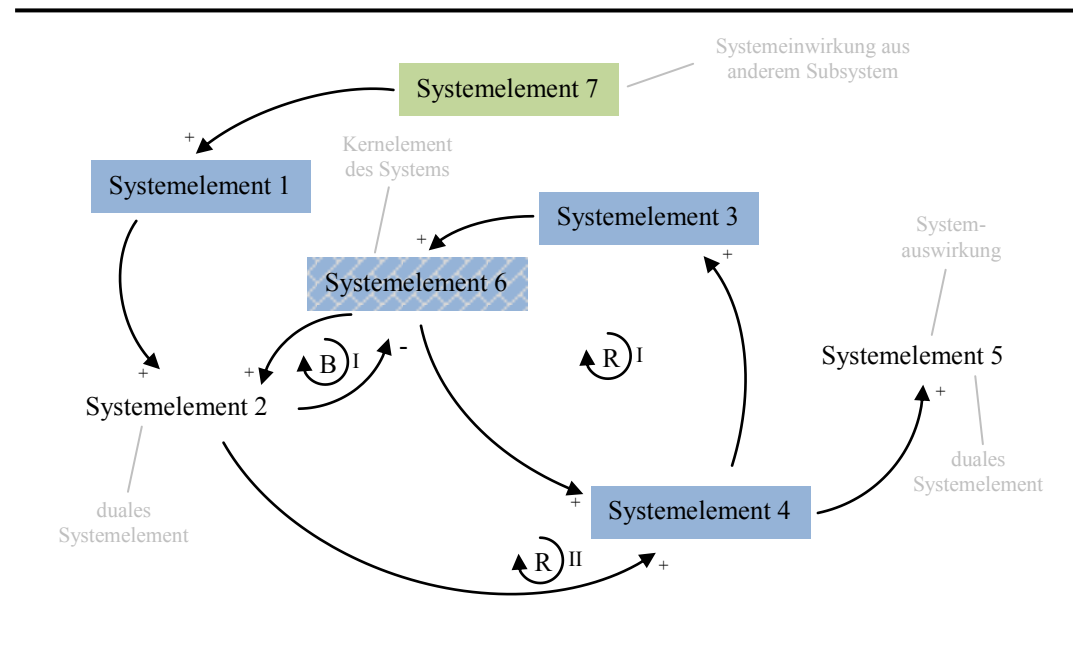 Systemeinwirkung aus
anderem Subsystem
Systemelement 7
+
Kernelement
des Systems
Systemelement 1
Systemelement 3
System-
auswirkung
+
+
Systemelement 6
B I
-
R I
Systemelement 5
+
+
+
Systemelement 2
duales
Systemelement
+
Systemelement 4
duales
Systemelement
R II
+